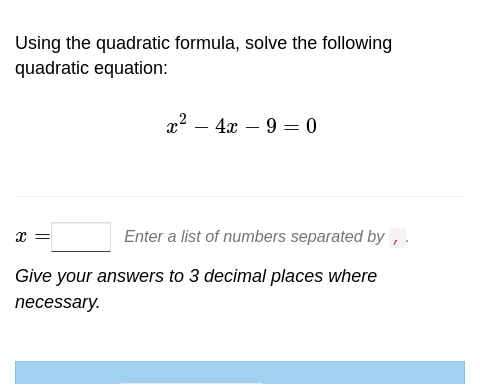 Using the quadratic formula, solve the following
quadratic equation:
x² − 4x − 9 = 0
x = Enter a list of numbers separated by , .
Give your answers to 3 decimal places where
necessary.